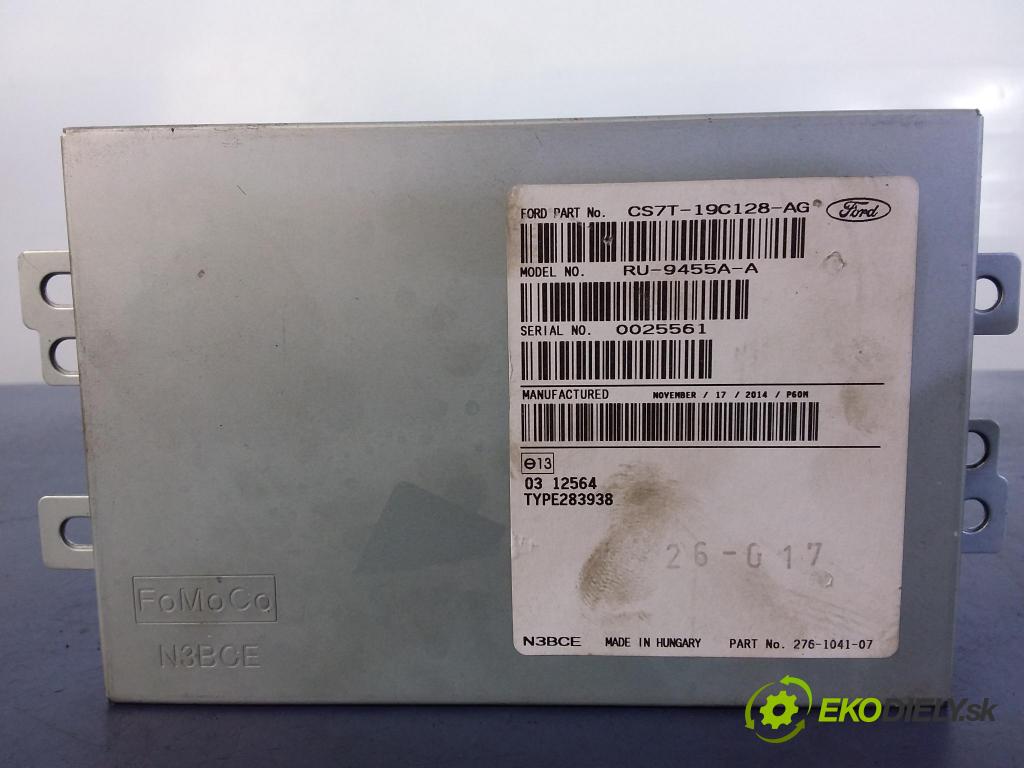 FORD PART No. CS7T-19C128-AG Ford
MODEL NO. RU-9455A-A
SERIAL NO. 0025561
MANUFACTURED NOVEMBER / 17 / 2014 / P60M
e13
03 12564
TYPE283938
26-017
N3BCE MADE IN HUNGARY PART No. 276-1041-07
FoMoCo
N3BCE
EKODIELY.sk